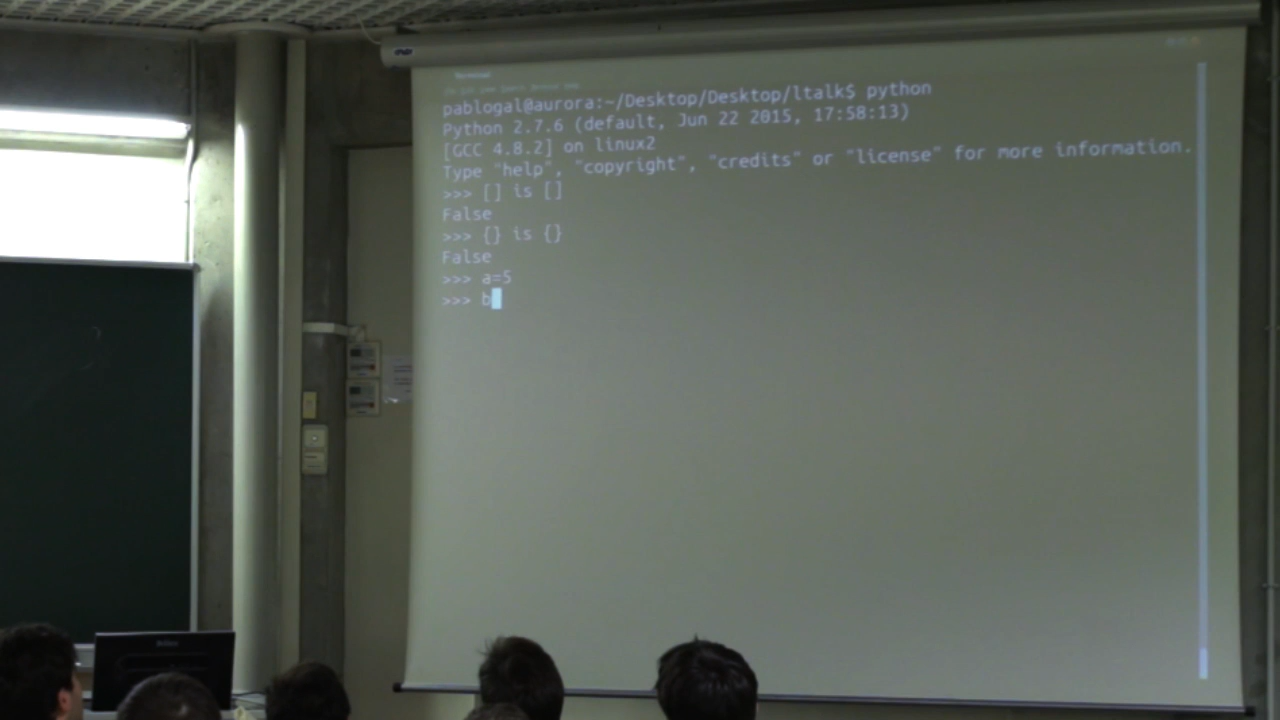 Terminal
pablogal@aurora:~/Desktop/Desktop/ltalk$ python
Python 2.7.6 (default, Jun 22 2015, 17:58:13)
[GCC 4.8.2] on linux2
Type "help", "copyright", "credits" or "license" for more information.
>>> [] is []
False
>>> {} is {}
False
>>> a=5
>>> b